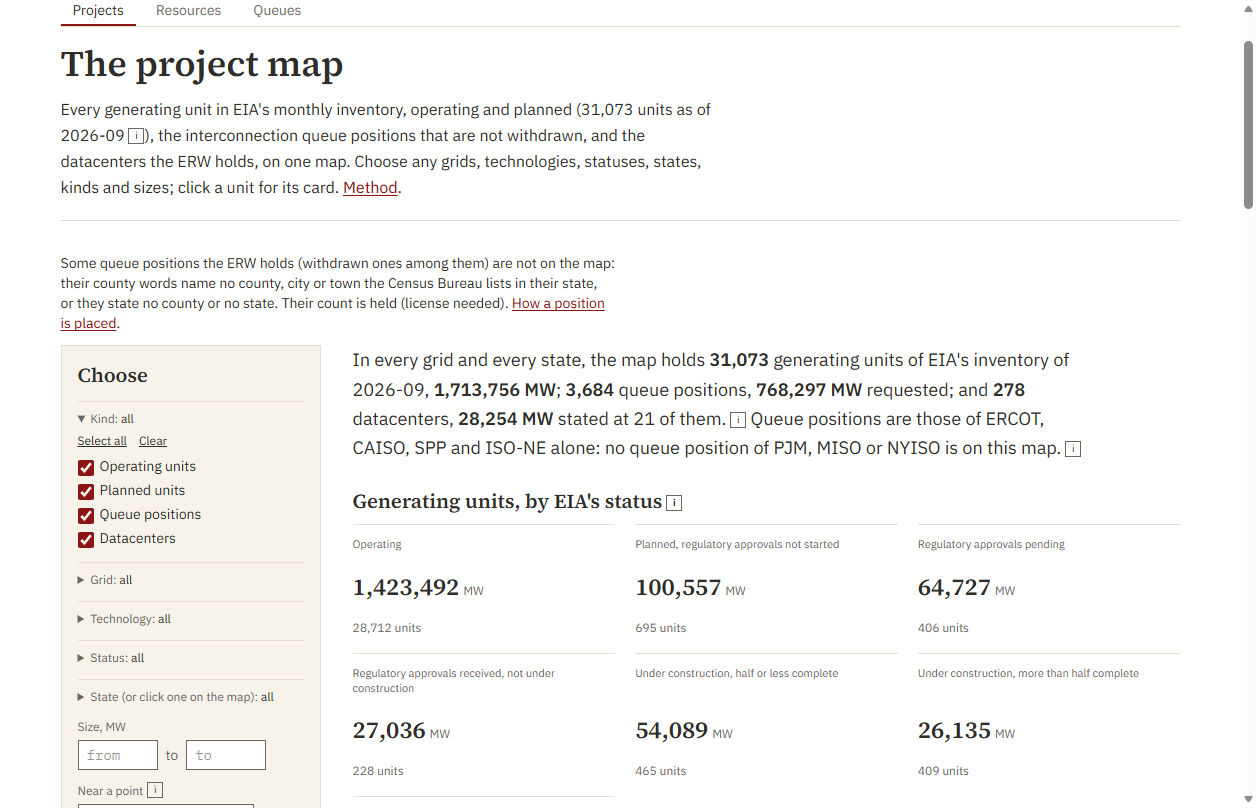 Projects Resources Queues
The project map
Every generating unit in EIA's monthly inventory, operating and planned (31,073 units as of
2026-09 i), the interconnection queue positions that are not withdrawn, and the
datacenters the ERW holds, on one map. Choose any grids, technologies, statuses, states,
kinds and sizes; click a unit for its card. Method.
Some queue positions the ERW holds (withdrawn ones among them) are not on the map:
their county words name no county, city or town the Census Bureau lists in their state,
or they state no county or no state. Their count is held (license needed). How a position
is placed.
Choose
Kind: all
Select all Clear
Operating units
Planned units
Queue positions
Datacenters
Grid: all
Technology: all
Status: all
State (or click one on the map): all
Size, MW
from to to
Near a point i
In every grid and every state, the map holds 31,073 generating units of EIA's inventory of
2026-09, 1,713,756 MW; 3,684 queue positions, 768,297 MW requested; and 278
datacenters, 28,254 MW stated at 21 of them. i Queue positions are those of ERCOT,
CAISO, SPP and ISO-NE alone: no queue position of PJM, MISO or NYISO is on this map. i
Generating units, by EIA's status i
Operating
1,423,492 MW
28,712 units
Planned, regulatory approvals not started
100,557 MW
695 units
Regulatory approvals pending
64,727 MW
406 units
Regulatory approvals received, not under
construction
27,036 MW
228 units
Under construction, half or less complete
54,089 MW
465 units
Under construction, more than half complete
26,135 MW
409 units